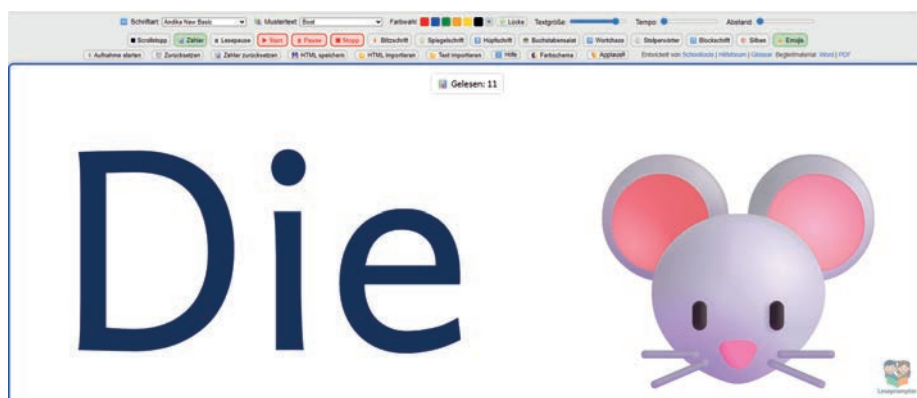 Schriftart: Andika New Basic Mustertext: Boot Farbwahl: Lücke Textgröße: Tempo: Abstand:
Scrollstopp Zähler Lesepause Start Pause Stopp Blitzschrift Spiegelschrift Hüpfschrift Buchstabensalat Wortchaos Stolperwörter Blockschrift Silben Emojis
Aufnahme starten Zurücksetzen Zähler zurücksetzen HTML speichern HTML importieren Text importieren Hilfe Farbschema Applaus! Entwickelt von | Hilfsforum | Glossar Begleitmaterial: Word | PDF
Gelesen: 11
Die